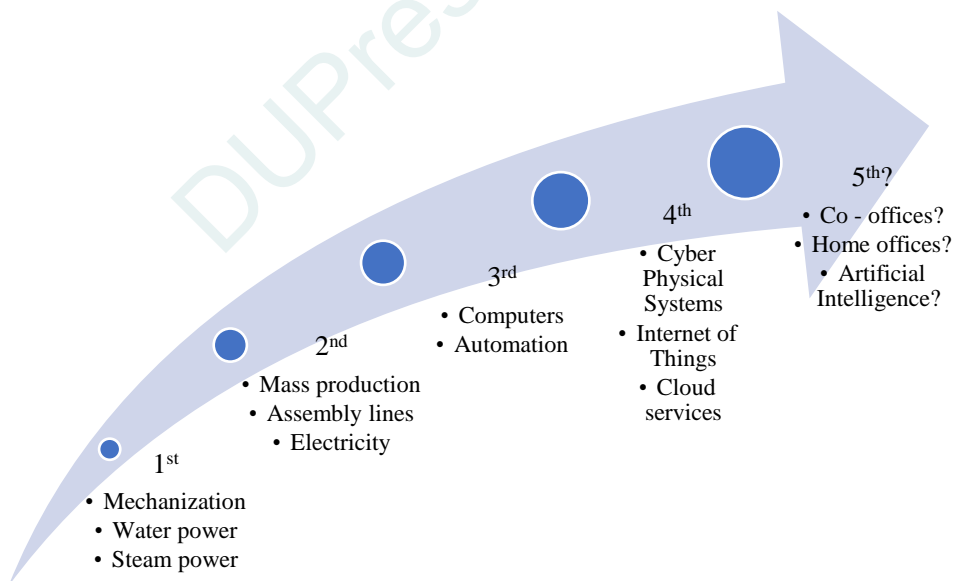 DUPres
1st
• Mechanization
• Water power
• Steam power
2nd
• Mass production
• Assembly lines
• Electricity
3rd
• Computers
• Automation
4th
• Cyber
Physical
Systems
• Internet of
Things
• Cloud
services
5th?
• Co - offices?
• Home offices?
• Artificial
Intelligence?